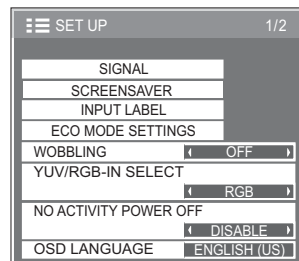 SET UP 1/2
SIGNAL
SCREENSAVER
INPUT LABEL
ECO MODE SETTINGS
WOBBLING OFF
YUV/RGB-IN SELECT
RGB
NO ACTIVITY POWER OFF
DISABLE
OSD LANGUAGE ENGLISH (US)